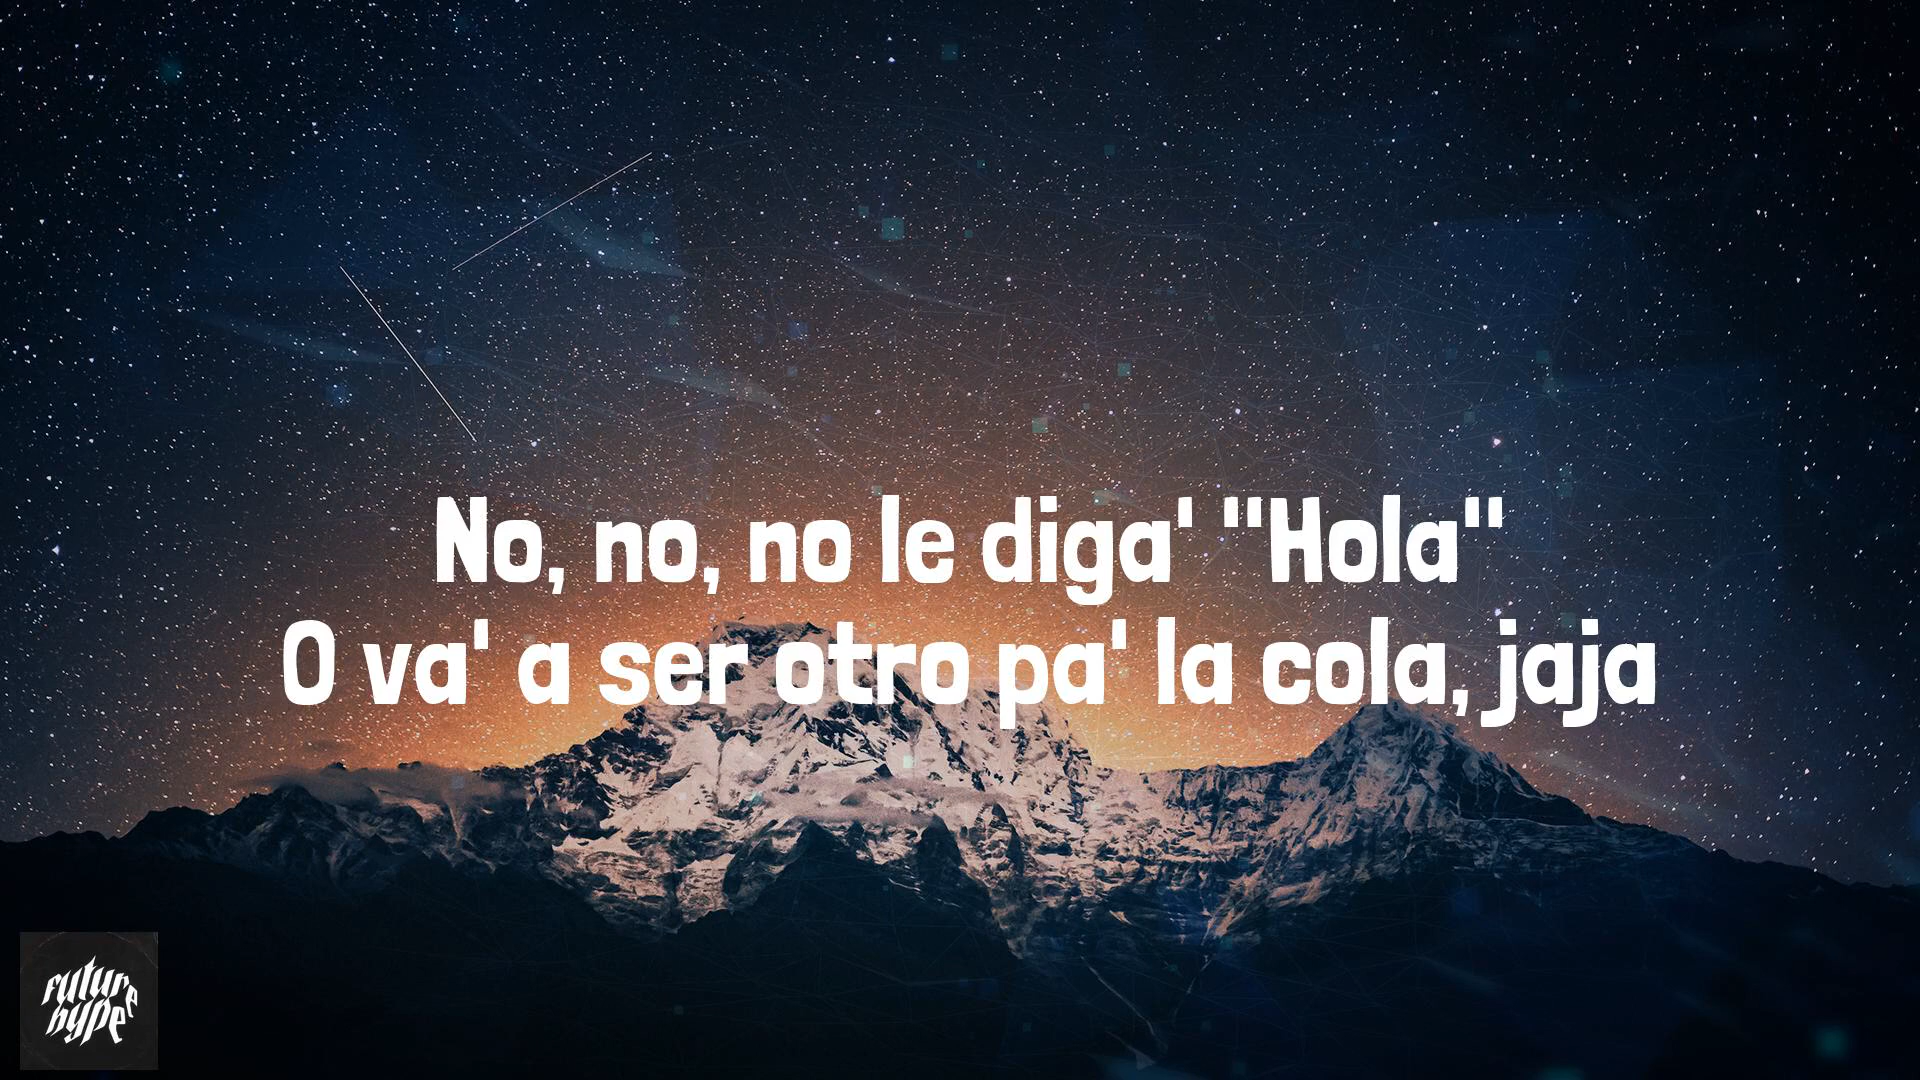 No, no, no le diga' "Hola"
O va' a ser otro pa' la cola, jaja
future
hype